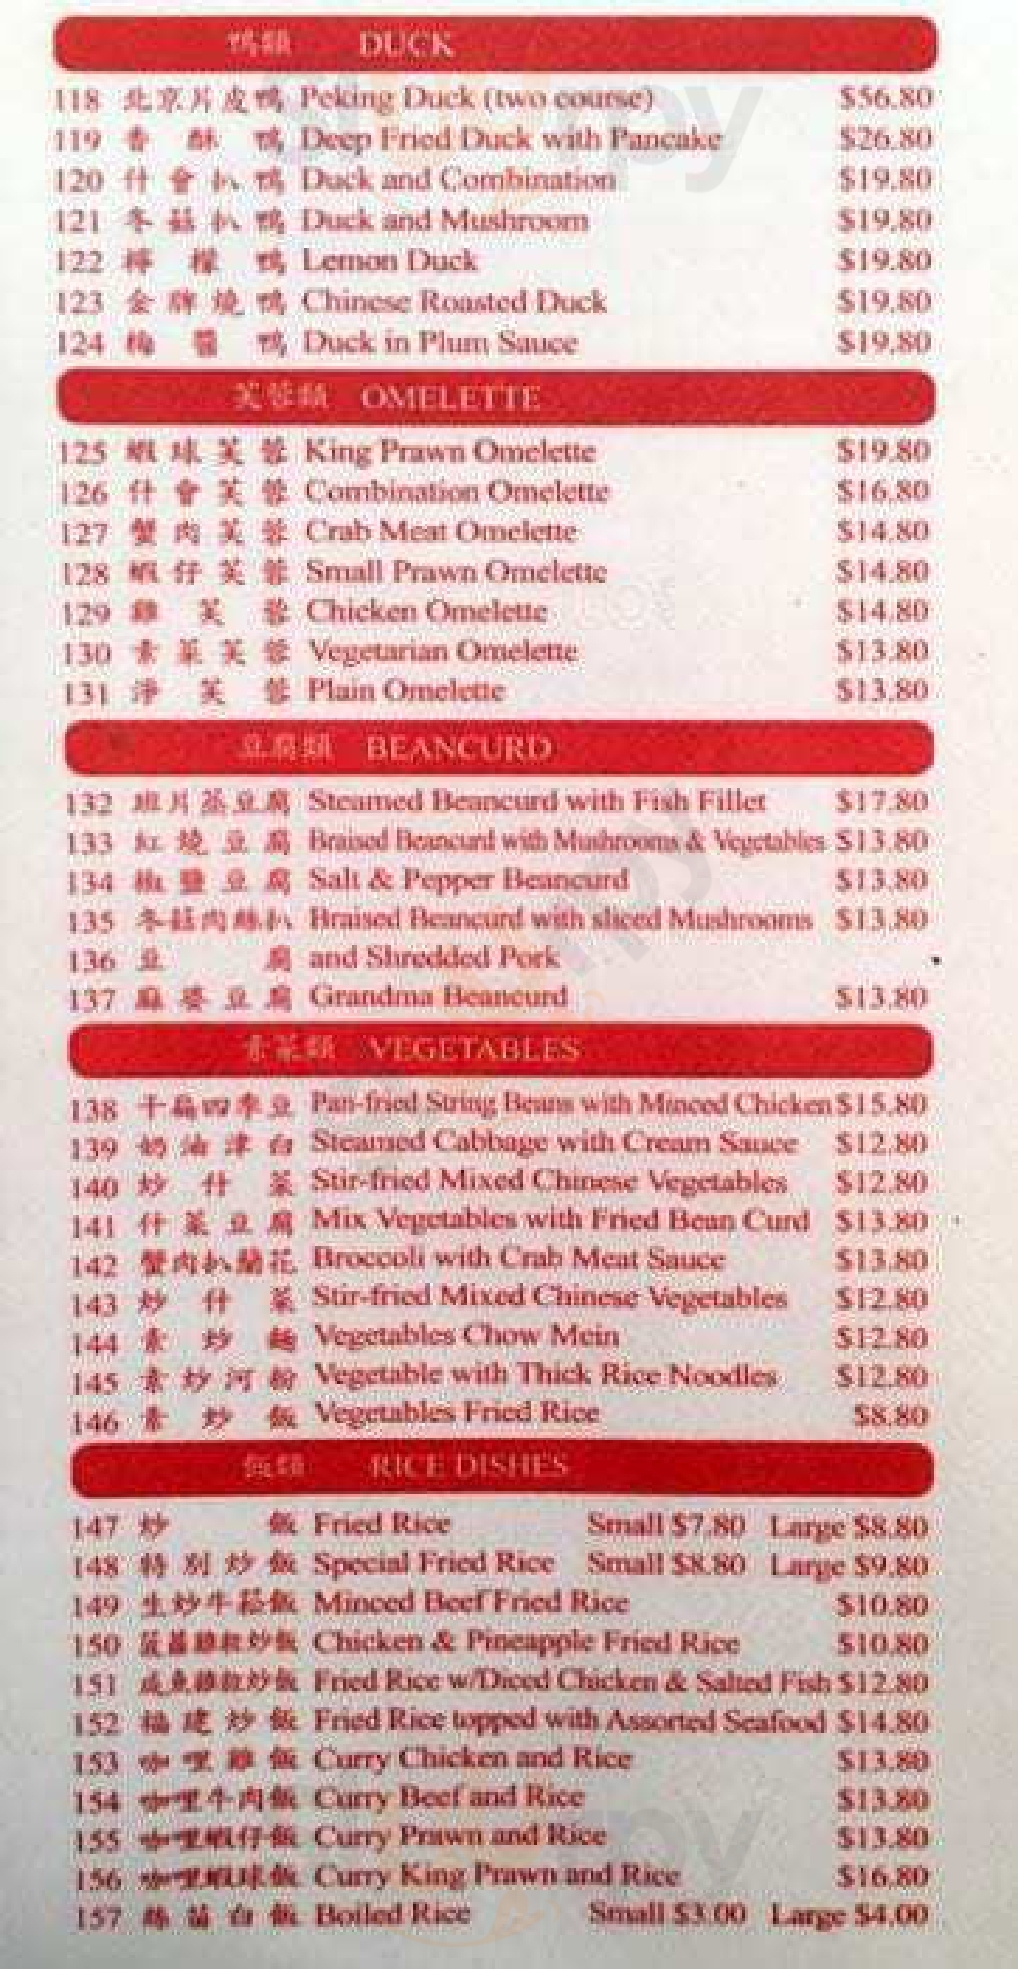 鴨類 DUCK
118 北京片皮鴨 Peking Duck (two course) $56.80
119 香酥鴨 Deep Fried Duck with Pancake $26.80
120 什會扒鴨 Duck and Combination $19.80
121 冬菇扒鴨 Duck and Mushroom $19.80
122 檸檬鴨 Lemon Duck $19.80
123 金牌燒鴨 Chinese Roasted Duck $19.80
124 梅醬鴨 Duck in Plum Sauce $19.80
芙蓉類 OMELETTE
125 蝦球芙蓉 King Prawn Omelette $19.80
126 什會芙蓉 Combination Omelette $16.80
127 蟹肉芙蓉 Crab Meat Omelette $14.80
128 蝦仔芙蓉 Small Prawn Omelette $14.80
129 雞芙蓉 Chicken Omelette $14.80
130 素菜芙蓉 Vegetarian Omelette $13.80
131 淨芙蓉 Plain Omelette $13.80
豆腐類 BEANCURD
132 班片蒸豆腐 Steamed Beancurd with Fish Fillet $17.80
133 紅燒豆腐 Braised Beancurd with Mushrooms & Vegetables $13.80
134 椒鹽豆腐 Salt & Pepper Beancurd $13.80
135 冬菇肉絲扒 Braised Beancurd with sliced Mushrooms $13.80
136 豆腐 and Shredded Pork
137 麻婆豆腐 Grandma Beancurd $13.80
素菜類 VEGETABLES
138 干扁四季豆 Pan-fried String Beans with Minced Chicken $15.80
139 奶油津白 Steamed Cabbage with Cream Sauce $12.80
140 炒什菜 Stir-fried Mixed Chinese Vegetables $12.80
141 什菜豆腐 Mix Vegetables with Fried Bean Curd $13.80
142 蟹肉扒蘭花 Broccoli with Crab Meat Sauce $13.80
143 炒什菜 Stir-fried Mixed Chinese Vegetables $12.80
144 素炒麵 Vegetables Chow Mein $12.80
145 素炒河粉 Vegetable with Thick Rice Noodles $12.80
146 素炒飯 Vegetables Fried Rice $8.80
飯類 RICE DISHES
147 炒飯 Fried Rice Small $7.80 Large $8.80
148 特別炒飯 Special Fried Rice Small $8.80 Large $9.80
149 生炒牛菘飯 Minced Beef Fried Rice $10.80
150 菠蘿雞粒炒飯 Chicken & Pineapple Fried Rice $10.80
151 咸魚雞粒炒飯 Fried Rice w/Diced Chicken & Salted Fish $12.80
152 福建炒飯 Fried Rice topped with Assorted Seafood $14.80
153 咖哩雞飯 Curry Chicken and Rice $13.80
154 咖哩牛肉飯 Curry Beef and Rice $13.80
155 咖哩蝦仔飯 Curry Prawn and Rice $13.80
156 咖哩蝦球飯 Curry King Prawn and Rice $16.80
157 絲苗白飯 Boiled Rice Small $3.00 Large $4.00